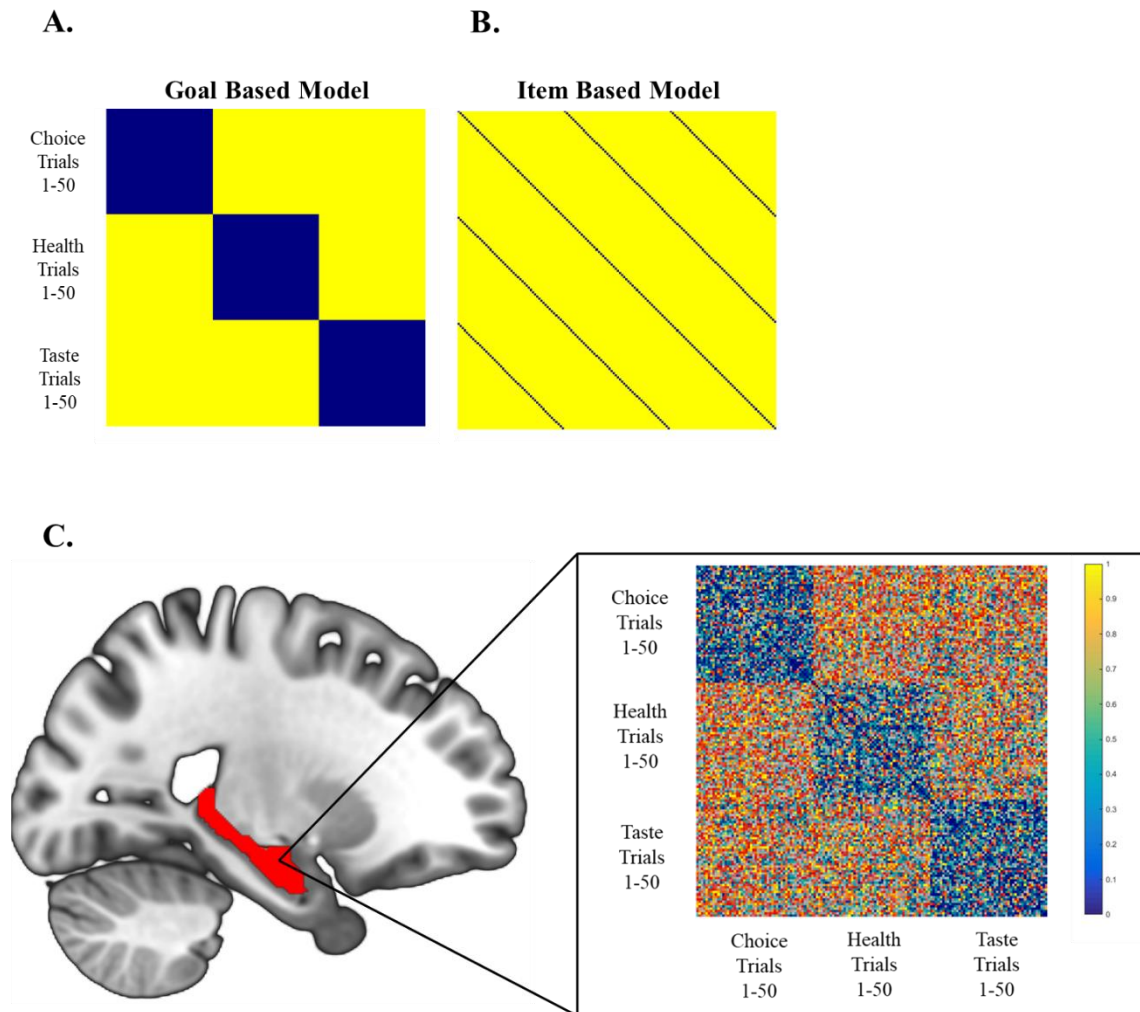 A.
B.
Goal Based Model
Item Based Model
Choice
Trials
1-50
Health
Trials
1-50
Taste
Trials
1-50
C.
Choice
Trials
1-50
Health
Trials
1-50
Taste
Trials
1-50
1
0.9
0.8
0.7
0.6
0.5
0.4
0.3
0.2
0.1
0
Choice
Trials
1-50
Health
Trials
1-50
Taste
Trials
1-50